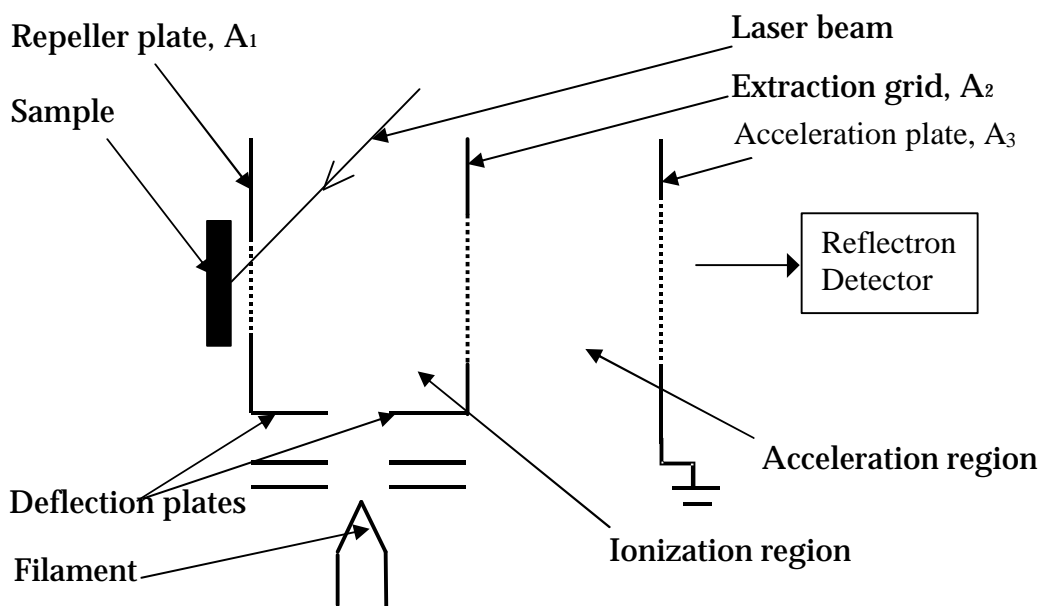 Repeller plate, A₁
Laser beam
Sample
Extraction grid, A₂
Acceleration plate, A₃
Reflectron
Detector
Acceleration region
Deflection plates
Ionization region
Filament